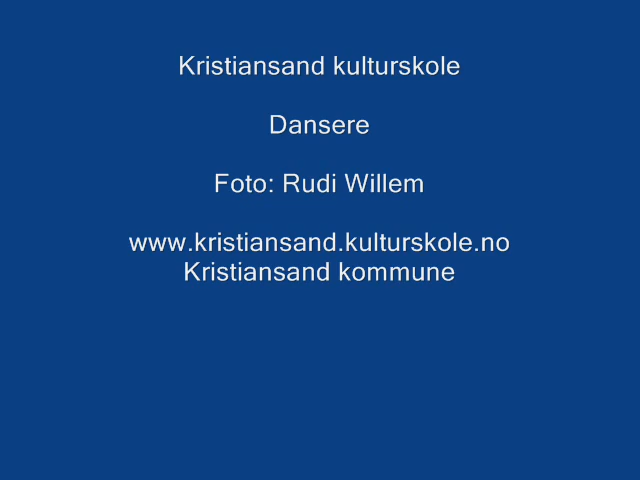 Kristiansand kulturskole
Dansere
Foto: Rudi Willem
www.kristiansand.kulturskole.no
Kristiansand kommune